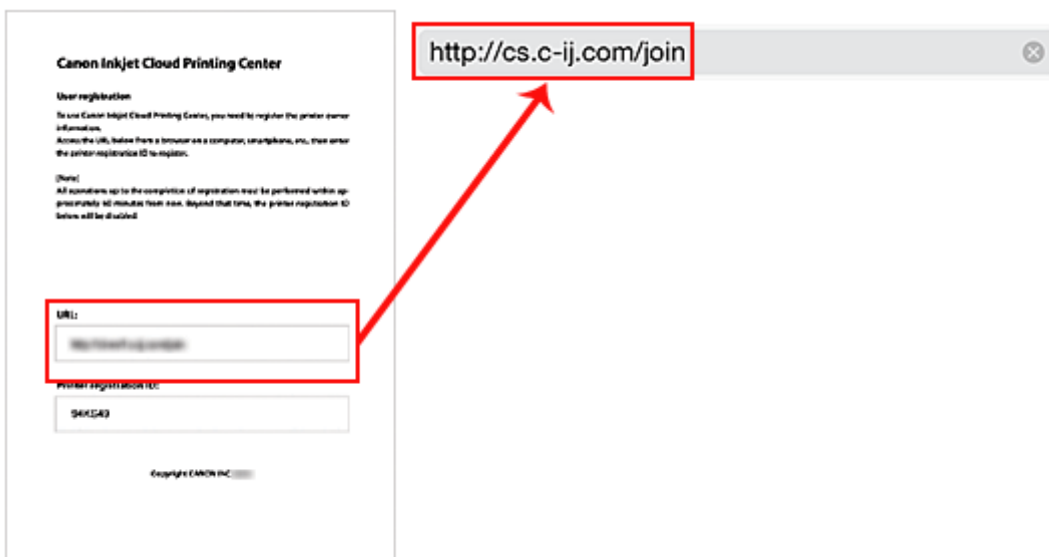 Canon Inkjet Cloud Printing Center
User registration
To use Canon Inkjet Cloud Printing Center, you need to register the printer owner
information.
Access the URL below from a browser on a computer, smartphone, etc., then enter
the printer registration ID to register.
[Note]
All operations up to the completion of registration must be performed within ap-
proximately 60 minutes from now. Beyond that time, the printer registration ID
below will be disabled.
URL:
Printer registration ID:
Copyright CANON INC
http://cs.c-ij.com/join